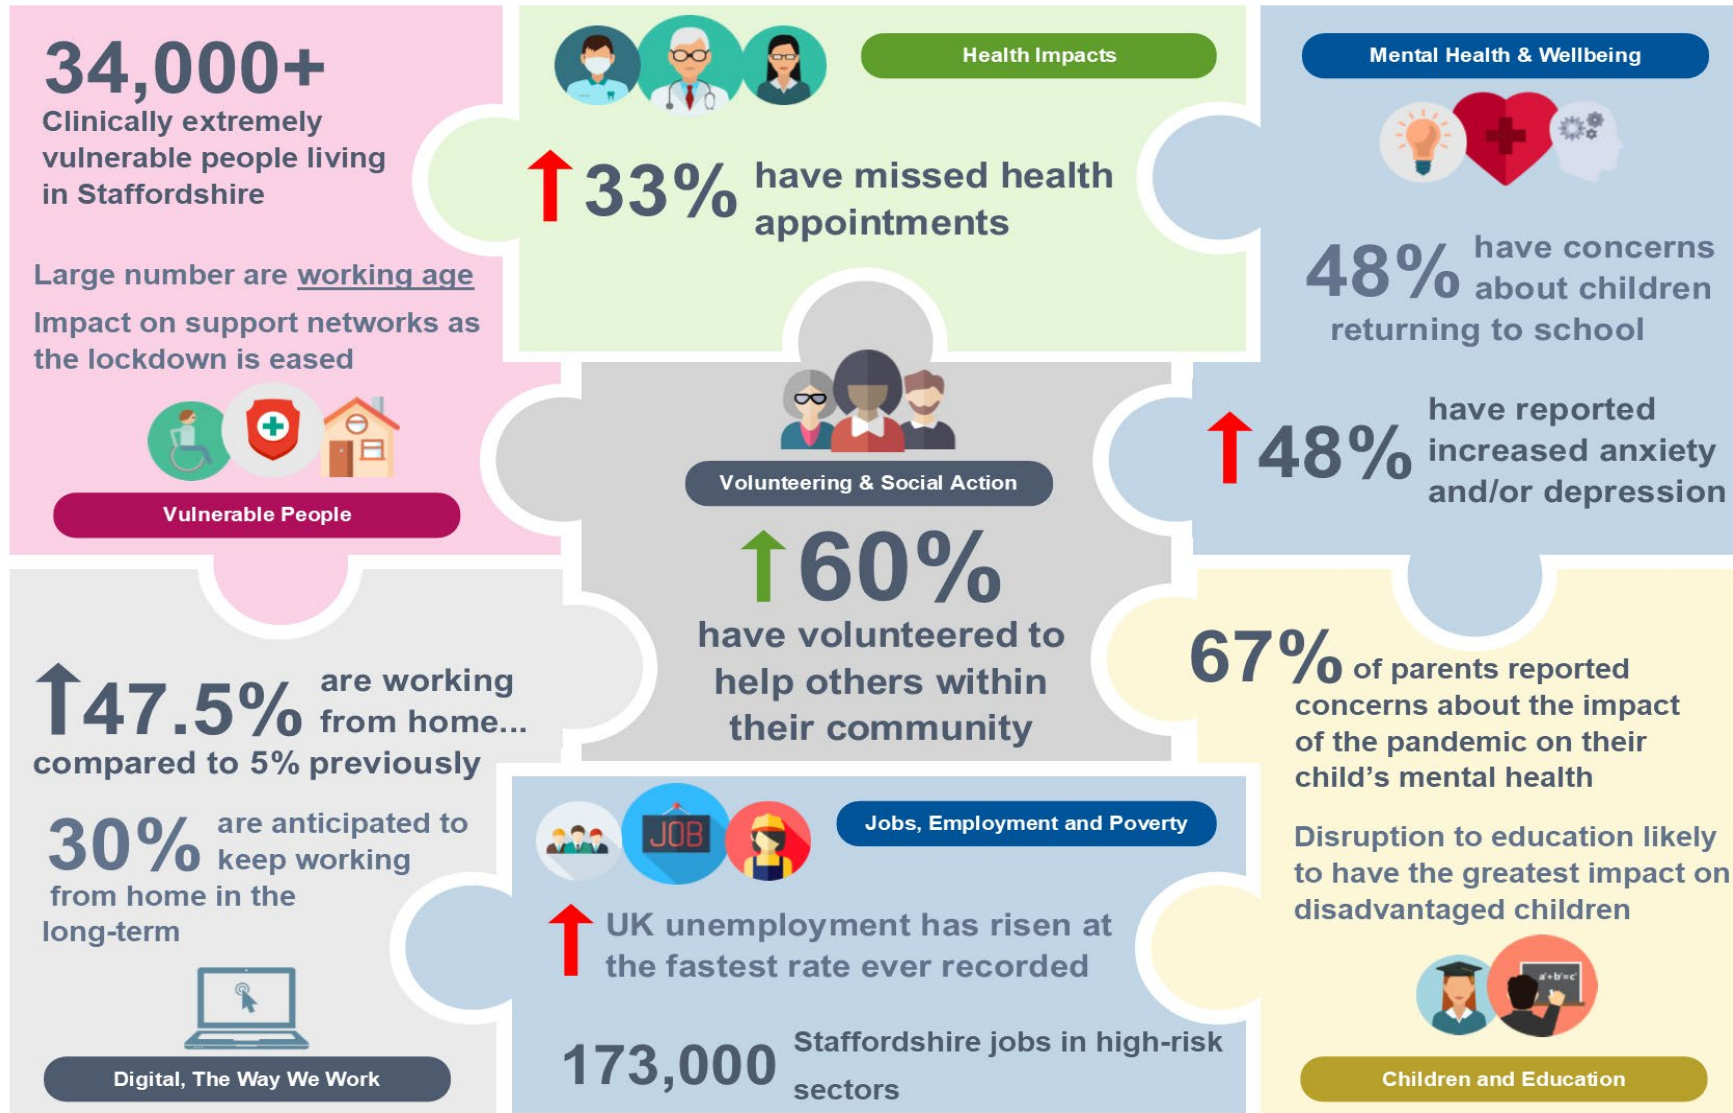 34,000+
Clinically extremely
vulnerable people living
in Staffordshire
Large number are working age
Impact on support networks as
the lockdown is eased
Vulnerable People
Health Impacts
33% have missed health
appointments
Mental Health & Wellbeing
48% have concerns
about children
returning to school
48% have reported
increased anxiety
and/or depression
Volunteering & Social Action
60%
have volunteered to
help others within
their community
47.5% are working
from home...
compared to 5% previously
30% are anticipated to
keep working
from home in the
long-term
Digital, The Way We Work
JOB
Jobs, Employment and Poverty
UK unemployment has risen at
the fastest rate ever recorded
173,000 Staffordshire jobs in high-risk
sectors
67% of parents reported
concerns about the impact
of the pandemic on their
child's mental health
Disruption to education likely
to have the greatest impact on
disadvantaged children
a'+b'=c'
Children and Education